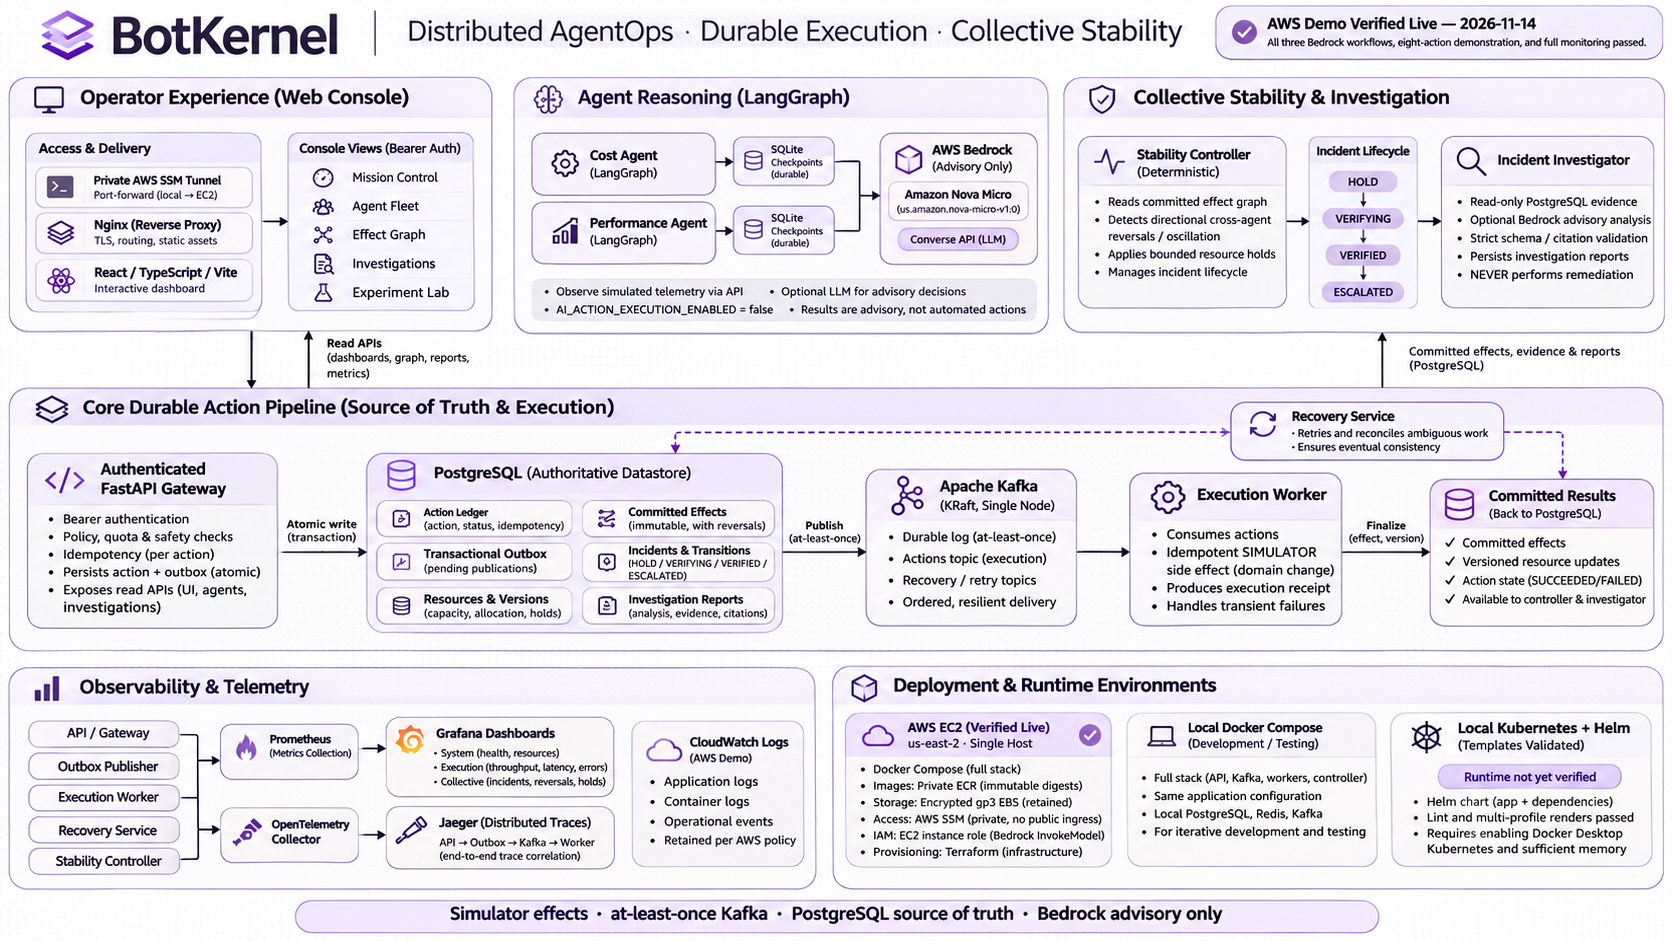 BotKernel
Distributed AgentOps · Durable Execution · Collective Stability
AWS Demo Verified Live — 2026-11-14
All three Bedrock workflows, eight-action demonstration, and full monitoring passed.
Operator Experience (Web Console)
Access & Delivery
Private AWS SSM Tunnel
Port-forward (local → EC2)
Nginx (Reverse Proxy)
TLS, routing, static assets
React / TypeScript / Vite
Interactive dashboard
Console Views (Bearer Auth)
Mission Control
Agent Fleet
Effect Graph
Investigations
Experiment Lab
Agent Reasoning (LangGraph)
Cost Agent
(LangGraph)
SQLite
Checkpoints
(durable)
Performance Agent
(LangGraph)
SQLite
Checkpoints
(durable)
AWS Bedrock
(Advisory Only)
Amazon Nova Micro
(us.amazon.nova-micro-v1:0)
Converse API (LLM)
• Observe simulated telemetry via API • Optional LLM for advisory decisions
• AI_ACTION_EXECUTION_ENABLED = false • Results are advisory, not automated actions
Collective Stability & Investigation
Stability Controller
(Determnistic)
• Reads committed effect graph
• Detects directional cross-agent
reversals / oscillation
• Applies bounded resource holds
• Manages incident lifecycle
Incident Lifecycle
HOLD
VERIFYING
VERIFIED
ESCALATED
Incident Investigator
• Read-only PostgreSQL evidence
• Optional Bedrock advisory analysis
• Strict schema / citation validation
• Persists investigation reports
• NEVER performs remediation
Read APIs
(dashboards, graph, reports,
metrics)
Committed effects, evidence & reports
(PostgreSQL)
Core Durable Action Pipeline (Source of Truth & Execution)
Recovery Service
· Retries and reconciles ambiguous work
· Ensures eventual consistency
Authenticated
FastAPI Gateway
• Bearer authentication
• Policy, quota & safety checks
• Idempotency (per action)
• Persists action + outbox (atomic)
• Exposes read APIs (UI, agents,
investigations)
Atomic write
(transaction)
PostgreSQL (Authoritative Datastore)
Action Ledger
(action, status, idempotency)
Committed Effects
(immutable, with reversals)
Transactional Outbox
(pending publications)
Incidents & Transitions
(HOLD / VERIFYING / VERIFIED /
ESCALATED)
Resources & Versions
(capacity, allocation, holds)
Investigation Reports
(analysis, evidence, citations)
Publish
(at-least-once)
Apache Kafka
(KRaft, Single Node)
• Durable log (at-least-once)
• Actions topic (execution)
• Recovery / retry topics
• Ordered, resilient delivery
Execution Worker
• Consumes actions
• Idempotent SIMULATOR
side effect (domain change)
• Produces execution receipt
• Handles transient failures
Finalize
(effect, version)
Committed Results
(Back to PostgreSQL)
✓ Committed effects
✓ Versioned resource updates
✓ Action state (SUCCEEDED/FAILED)
✓ Available to controller & investigator
Observability & Telemetry
API / Gateway
Outbox Publisher
Execution Worker
Recovery Service
Stability Controller
Prometheus
(Metrics Collection)
OpenTelemetry
Collector
Grafana Dashboards
• System (health, resources)
• Execution (throughput, latency, errors)
• Collective (incidents, reversals, holds)
Jaeger (Distributed Traces)
API → Outbox → Kafka → Worker
(end-to-end trace correlation)
CloudWatch Logs
(AWS Demo)
• Application logs
• Container logs
• Operational events
• Retained per AWS policy
Deployment & Runtime Environments
AWS EC2 (Verified Live)
us-east-2 · Single Host
• Docker Compose (full stack)
• Images: Private ECR (immutable digests)
• Storage: Encrypted gp3 EBS (retained)
• Access: AWS SSM (private, no public ingress)
• IAM: EC2 instance role (Bedrock InvokeModel)
• Provisioning: Terraform (infrastructure)
Local Docker Compose
(Development / Testing)
• Full stack (API, Kafka, workers, controller)
• Same application configuration
• Local PostgreSQL, Redis, Kafka
• For iterative development and testing
Local Kubernetes + Helm
(Templates Validated)
Runtime not yet verified
• Helm chart (app + dependencies)
• Lint and multi-profile renders passed
• Requires enabling Docker Desktop
Kubernetes and sufficient memory
Simulator effects · at-least-once Kafka · PostgreSQL source of truth · Bedrock advisory only